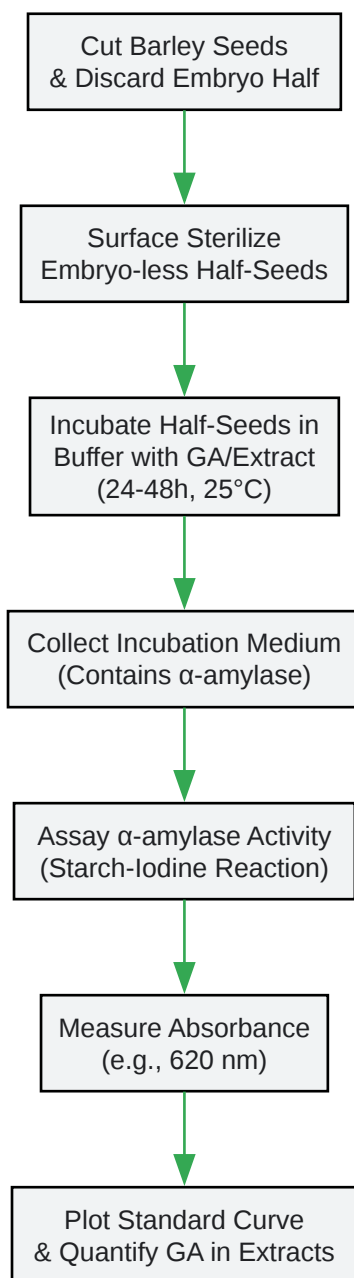 Cut Barley Seeds
& Discard Embryo Half
Surface Sterilize
Embryo-less Half-Seeds
Incubate Half-Seeds in
Buffer with GA/Extract
(24-48h, 25°C)
Collect Incubation Medium
(Contains α-amylase)
Assay α-amylase Activity
(Starch-Iodine Reaction)
Measure Absorbance
(e.g., 620 nm)
Plot Standard Curve
& Quantify GA in Extracts